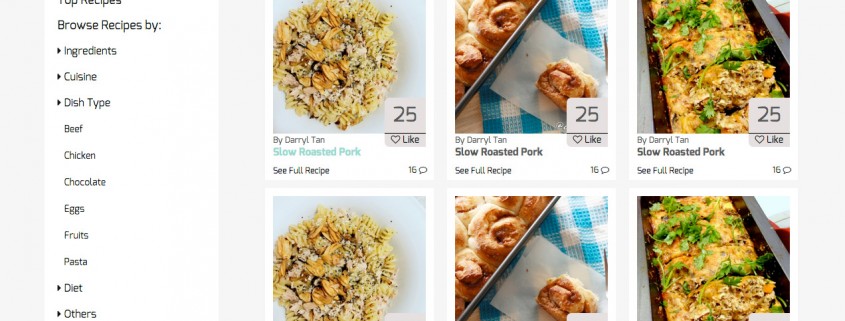 Top Recipes
Browse Recipes by:
Ingredients
Cuisine
Dish Type
Beef
Chicken
Chocolate
Eggs
Fruits
Pasta
Diet
Others
25
Like
By Darryl Tan
Slow Roasted Pork
See Full Recipe
16
25
Like
By Darryl Tan
Slow Roasted Pork
See Full Recipe
16
25
Like
By Darryl Tan
Slow Roasted Pork
See Full Recipe
16